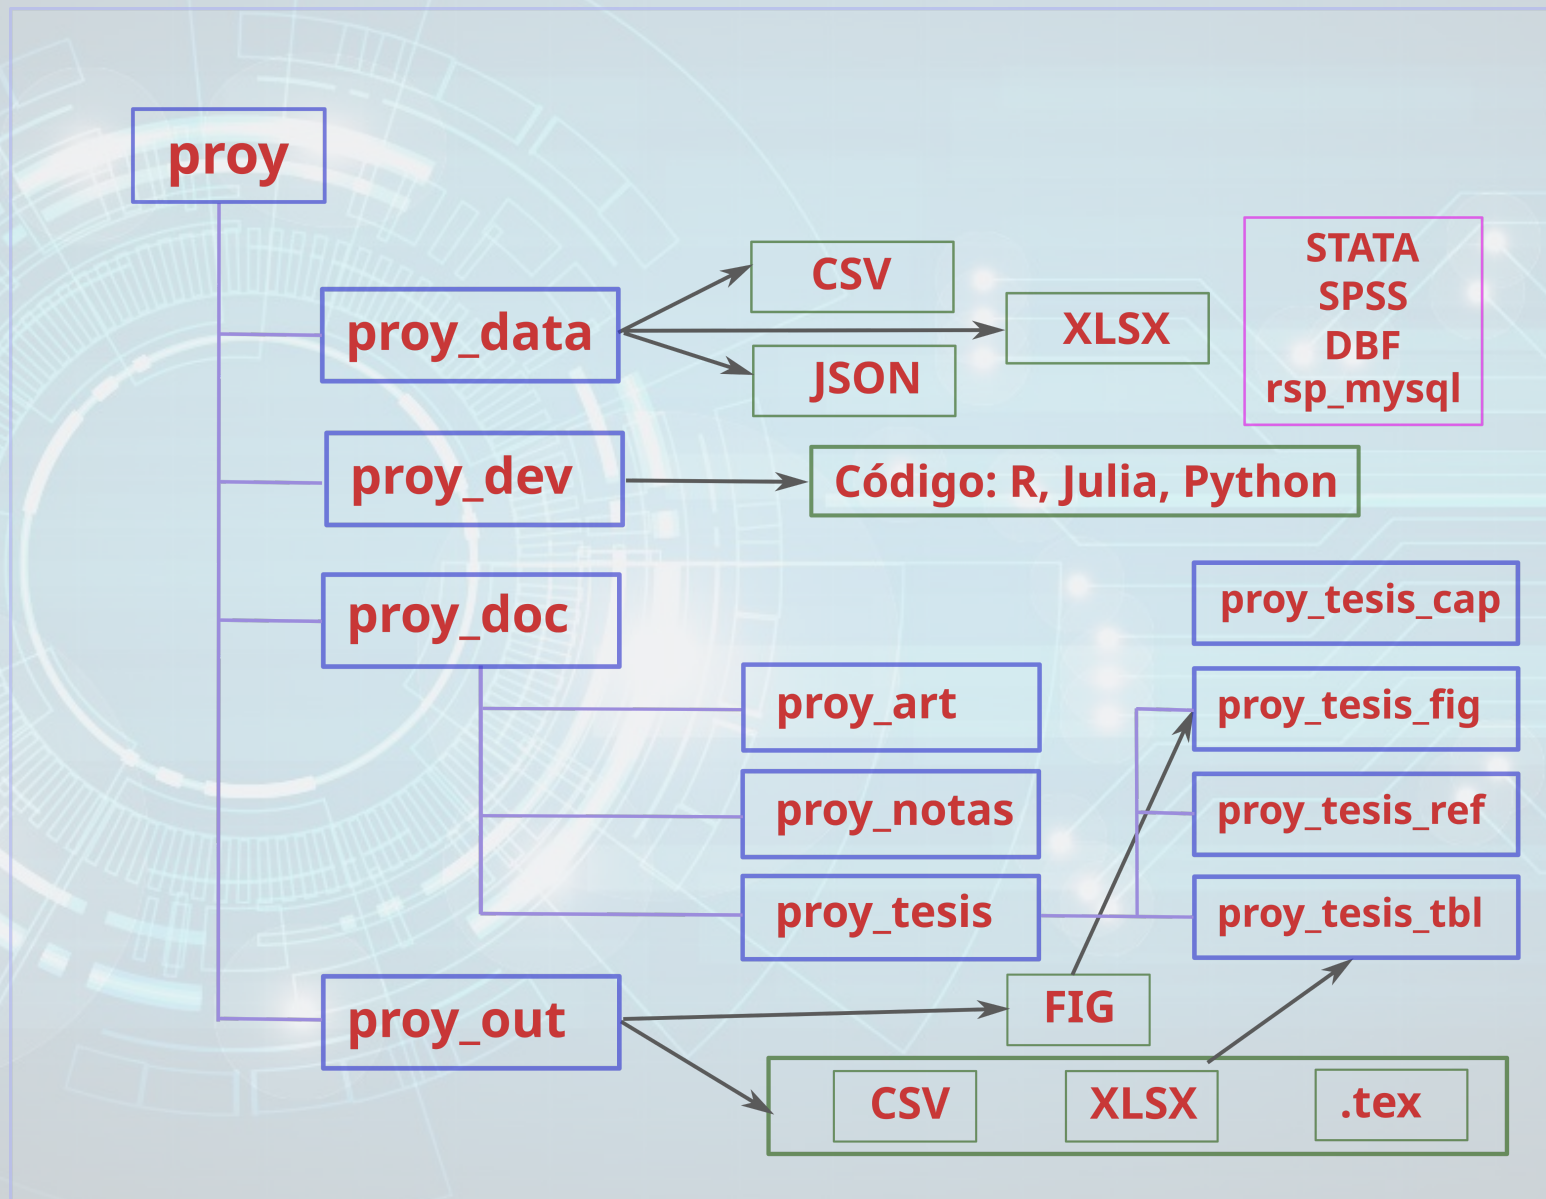 proy
proy_data
CSV
JSON
XLSX
STATA
SPSS
DBF
rsp_mysql
proy_dev
Código: R, Julia, Python
proy_doc
proy_art
proy_notas
proy_tesis
proy_tesis_cap
proy_tesis_fig
proy_tesis_ref
proy_tesis_tbl
proy_out
FIG
CSV
XLSX
.tex